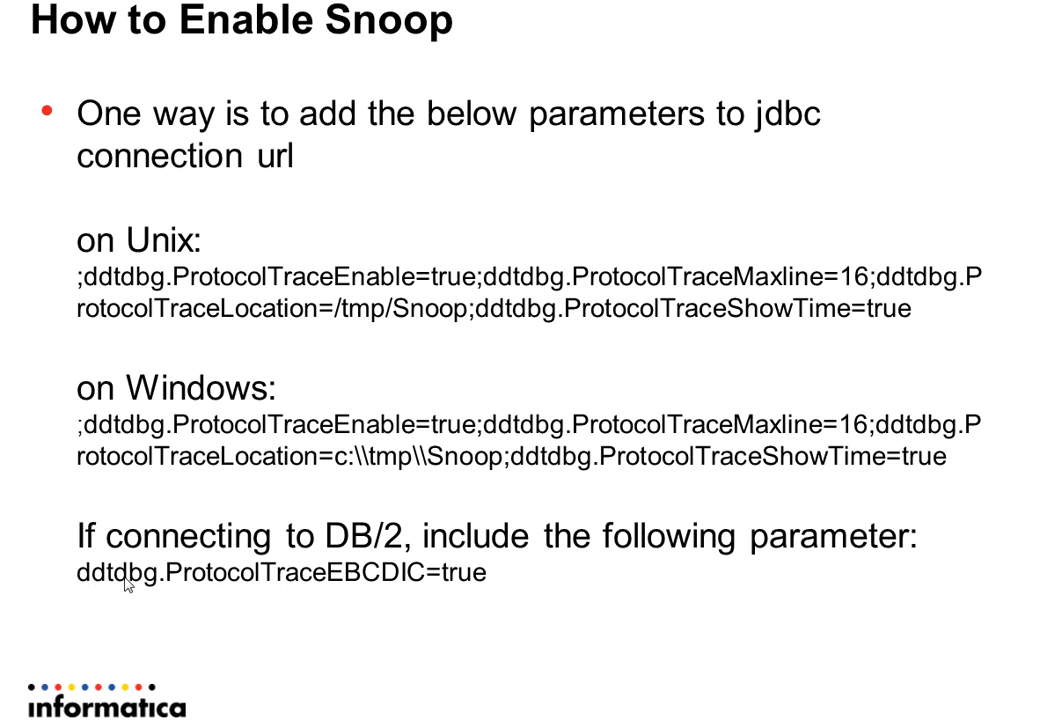 How to Enable Snoop
• One way is to add the below parameters to jdbc
connection url
on Unix:
;ddtdbg.ProtocolTraceEnable=true;ddtdbg.ProtocolTraceMaxline=16;ddtdbg.P
rotocolTraceLocation=/tmp/Snoop;ddtdbg.ProtocolTraceShowTime=true
on Windows:
;ddtdbg.ProtocolTraceEnable=true;ddtdbg.ProtocolTraceMaxline=16;ddtdbg.P
rotocolTraceLocation=c:\\tmp\\Snoop;ddtdbg.ProtocolTraceShowTime=true
If connecting to DB/2, include the following parameter:
ddtdbg.ProtocolTraceEBCDIC=true
informatica